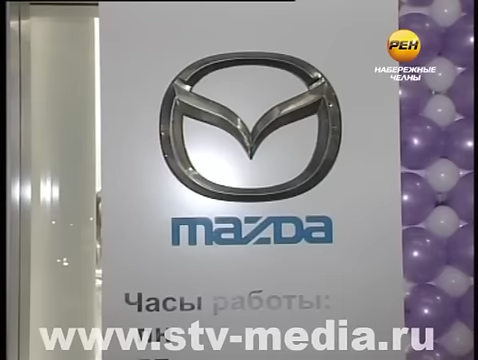 РЕН
НАБЕРЕЖНЫЕ
ЧЕЛНЫ
mazda
Часы работы:
www.stv-media.ru